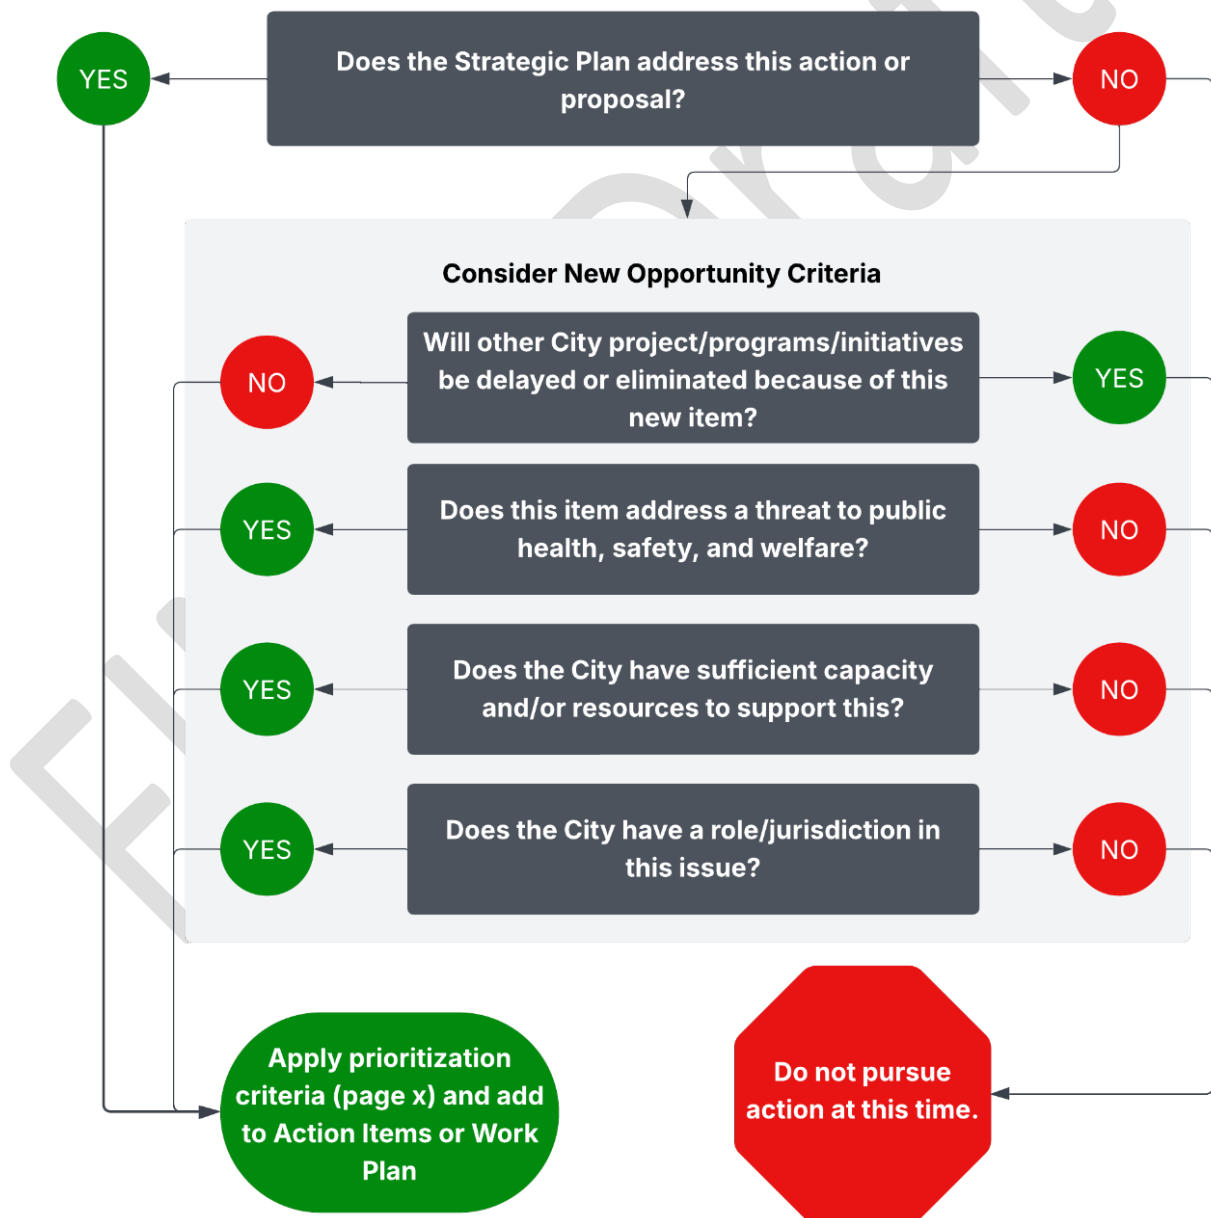 Does the Strategic Plan address this action or
proposal?
YES
NO
Consider New Opportunity Criteria
Will other City project/programs/initiatives
be delayed or eliminated because of this
new item?
NO
YES
Does this item address a threat to public
health, safety, and welfare?
YES
NO
Does the City have sufficient capacity
and/or resources to support this?
YES
NO
Does the City have a role/jurisdiction in
this issue?
YES
NO
Apply prioritization
criteria (page x) and add
to Action Items or Work
Plan
Do not pursue
action at this time.